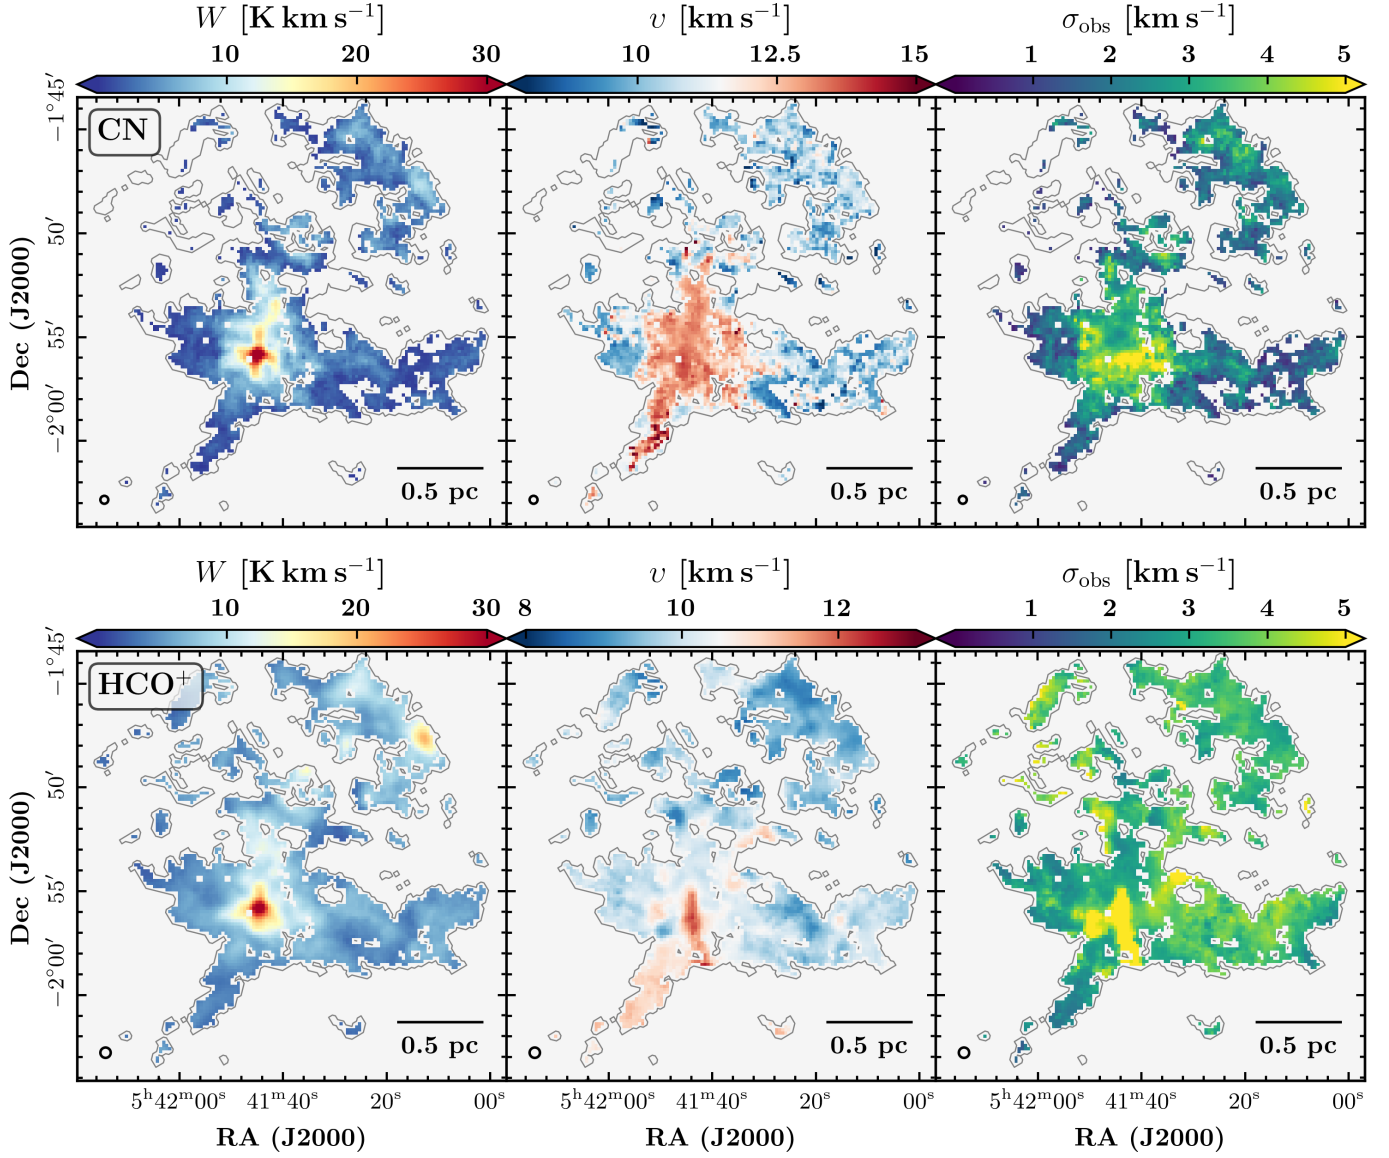 W [K km s⁻¹] v [km s⁻¹] σobs [km s⁻¹]
10 20 30 10 12.5 15 1 2 3 4 5
CN
−1°45′
50′
55′
−2°00′
Dec (J2000)
0.5 pc 0.5 pc 0.5 pc
W [K km s⁻¹] v [km s⁻¹] σobs [km s⁻¹]
10 20 30 8 10 12 1 2 3 4 5
HCO⁺
−1°45′
50′
55′
−2°00′
Dec (J2000)
0.5 pc 0.5 pc 0.5 pc
5ʰ42ᵐ00ˢ 41ᵐ40ˢ 20ˢ 00ˢ 5ʰ42ᵐ00ˢ 41ᵐ40ˢ 20ˢ 00ˢ 5ʰ42ᵐ00ˢ 41ᵐ40ˢ 20ˢ 00ˢ
RA (J2000) RA (J2000) RA (J2000)